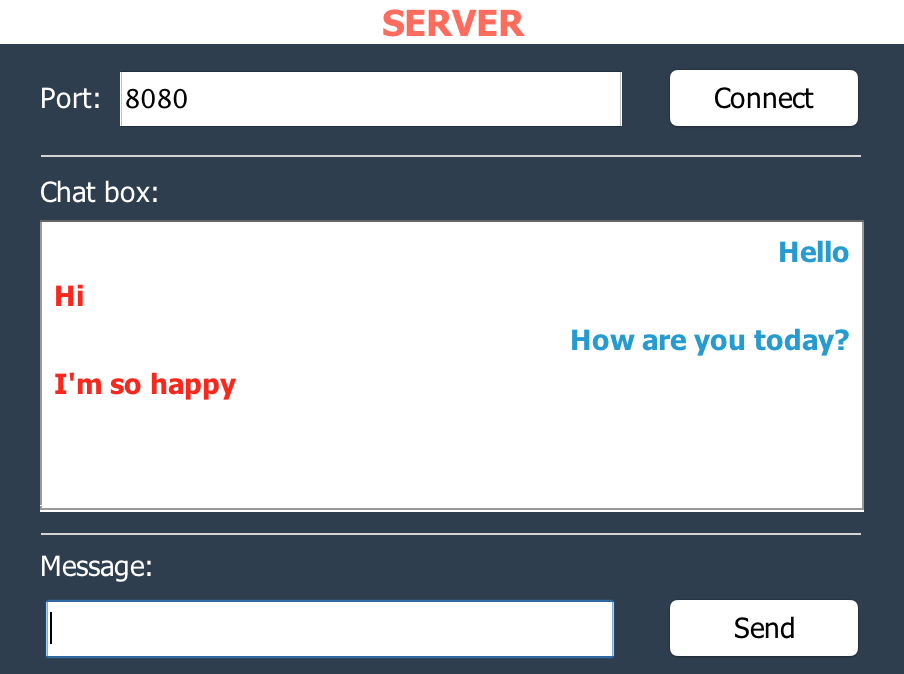 SERVER
Port: 8080 Connect
Chat box:
Hello
Hi
How are you today?
I'm so happy
Message:
Send